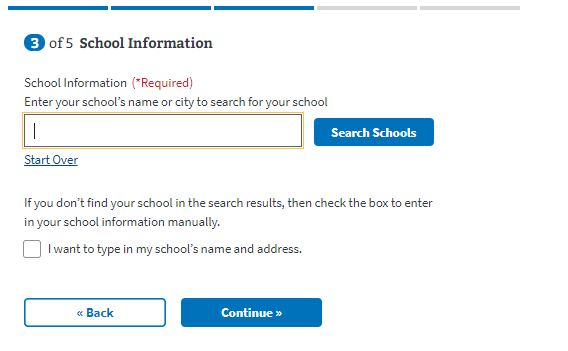 3 of 5 School Information
School Information (*Required)
Enter your school's name or city to search for your school
Search Schools
Start Over
If you don't find your school in the search results, then check the box to enter
in your school information manually.
I want to type in my school's name and address.
« Back
Continue »